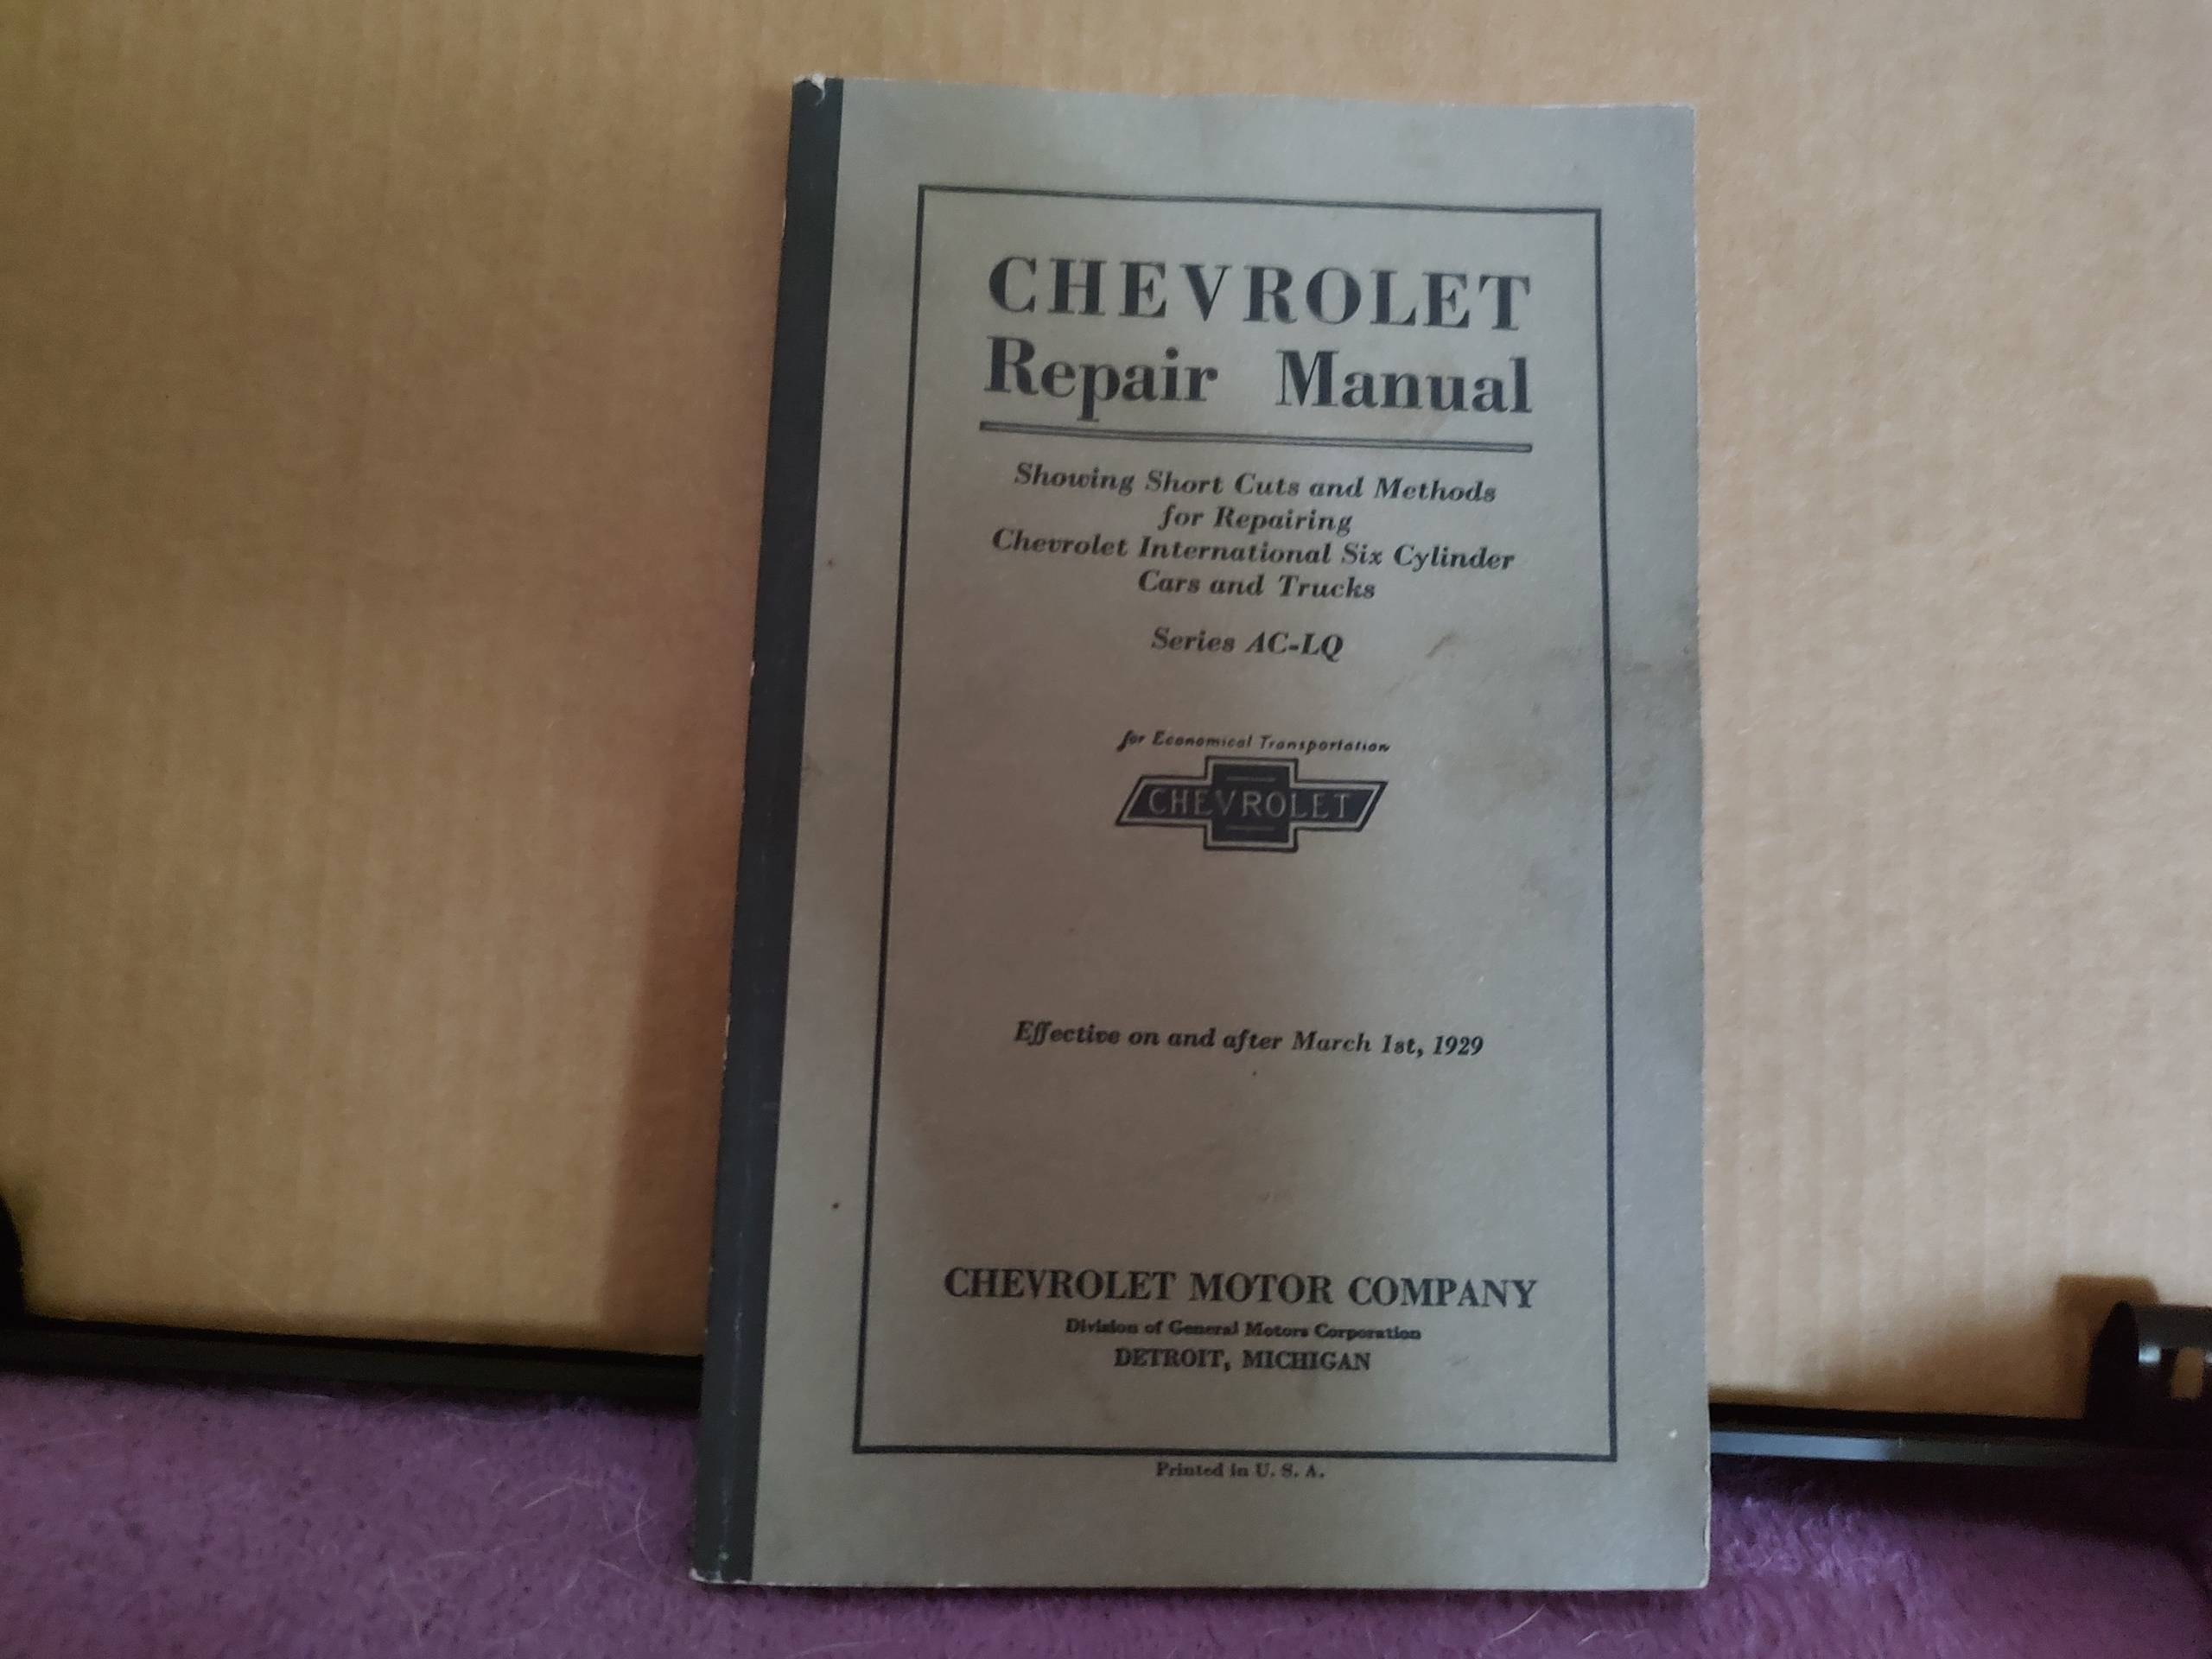 CHEVROLET
Repair Manual
Showing Short Cuts and Methods
for Repairing
Chevrolet International Six Cylinder
Cars and Trucks
Series AC-LQ
for Economical Transportation
CHEVROLET
Effective on and after March 1st, 1929
CHEVROLET MOTOR COMPANY
Division of General Motors Corporation
DETROIT, MICHIGAN
Printed in U. S. A.